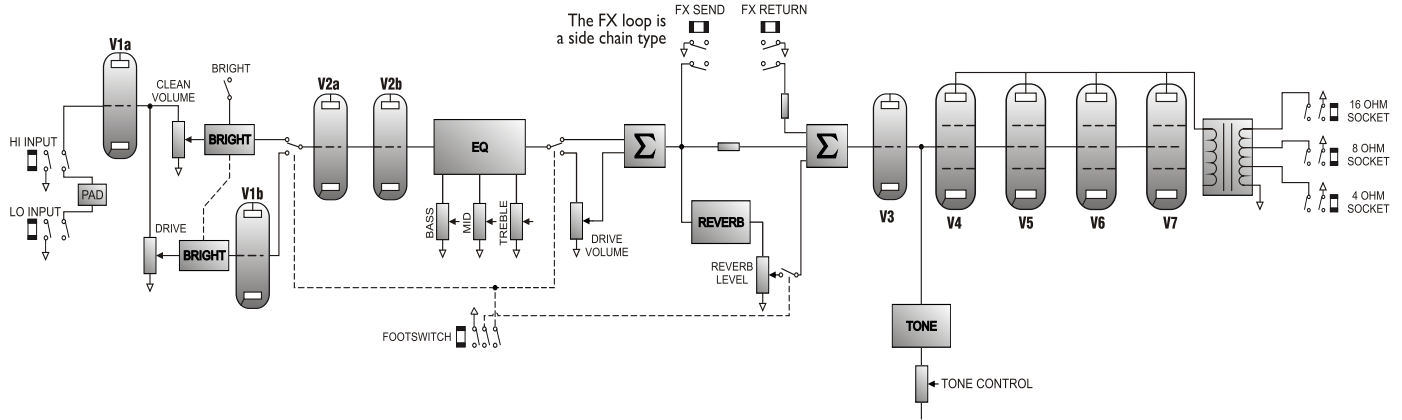 The FX loop is
a side chain type
FX SEND
FX RETURN
V1a
BRIGHT
CLEAN
VOLUME
V2a
V2b
BRIGHT
EQ
Σ
Σ
HI INPUT
PAD
LO INPUT
V1b
DRIVE
BRIGHT
BASS
MID
TREBLE
DRIVE
VOLUME
REVERB
REVERB
LEVEL
V3
V4
V5
V6
V7
16 OHM
SOCKET
8 OHM
SOCKET
4 OHM
SOCKET
FOOTSWITCH
TONE
TONE CONTROL